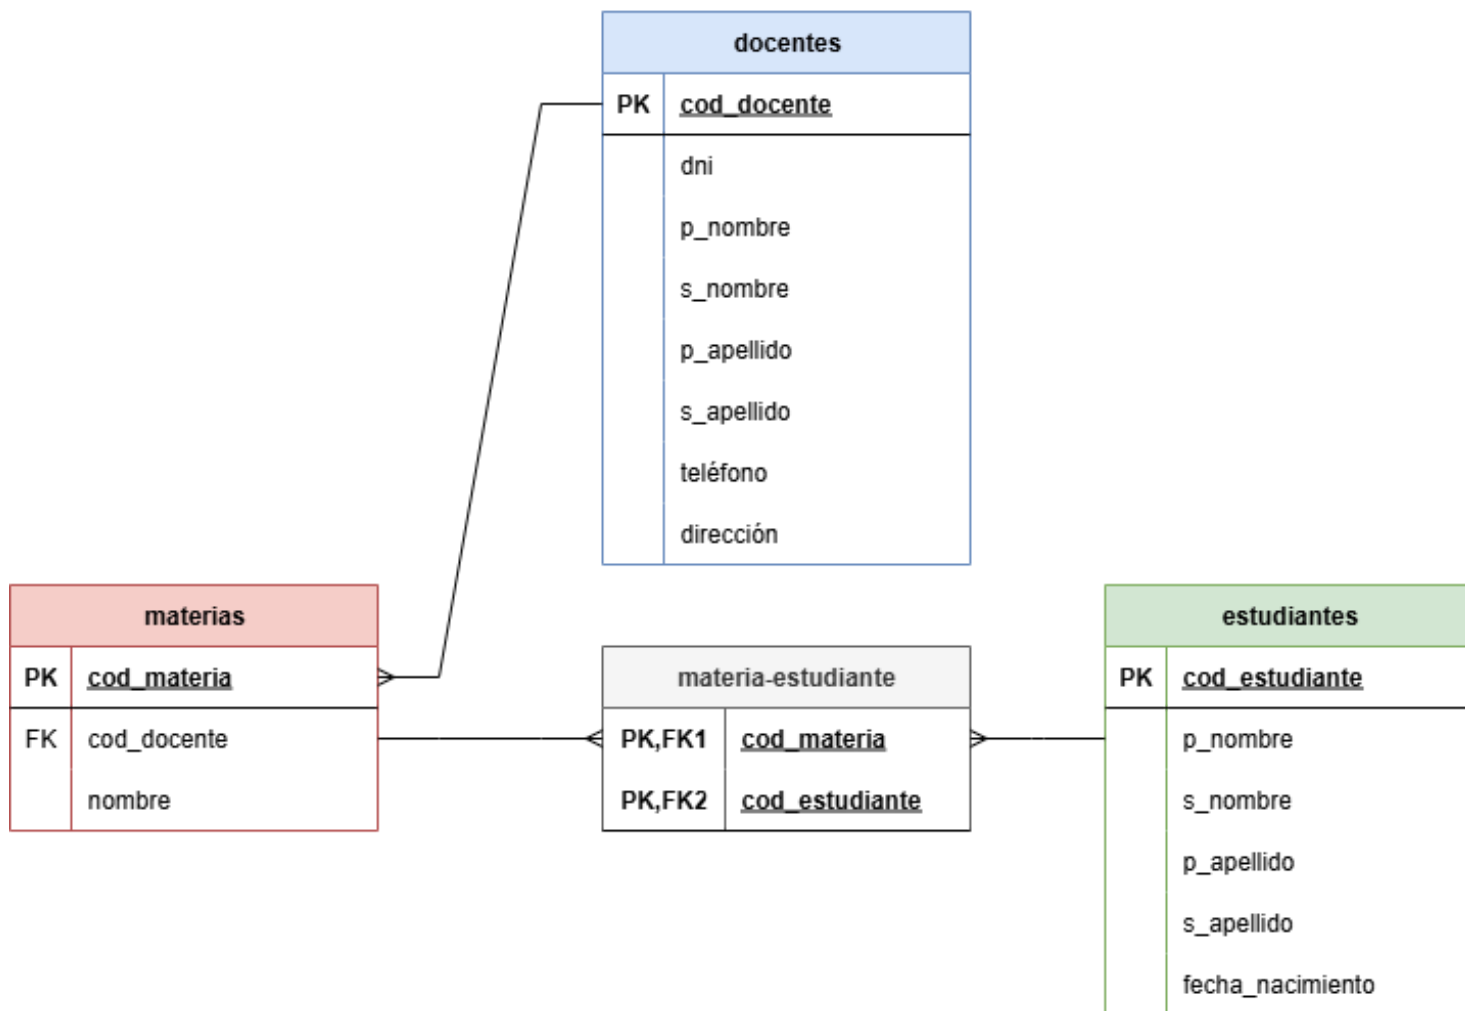 docentes
PK cod_docente
dni
p_nombre
s_nombre
p_apellido
s_apellido
teléfono
dirección
materias
PK cod_materia
FK cod_docente
nombre
materia-estudiante
PK,FK1 cod_materia
PK,FK2 cod_estudiante
estudiantes
PK cod_estudiante
p_nombre
s_nombre
p_apellido
s_apellido
fecha_nacimiento